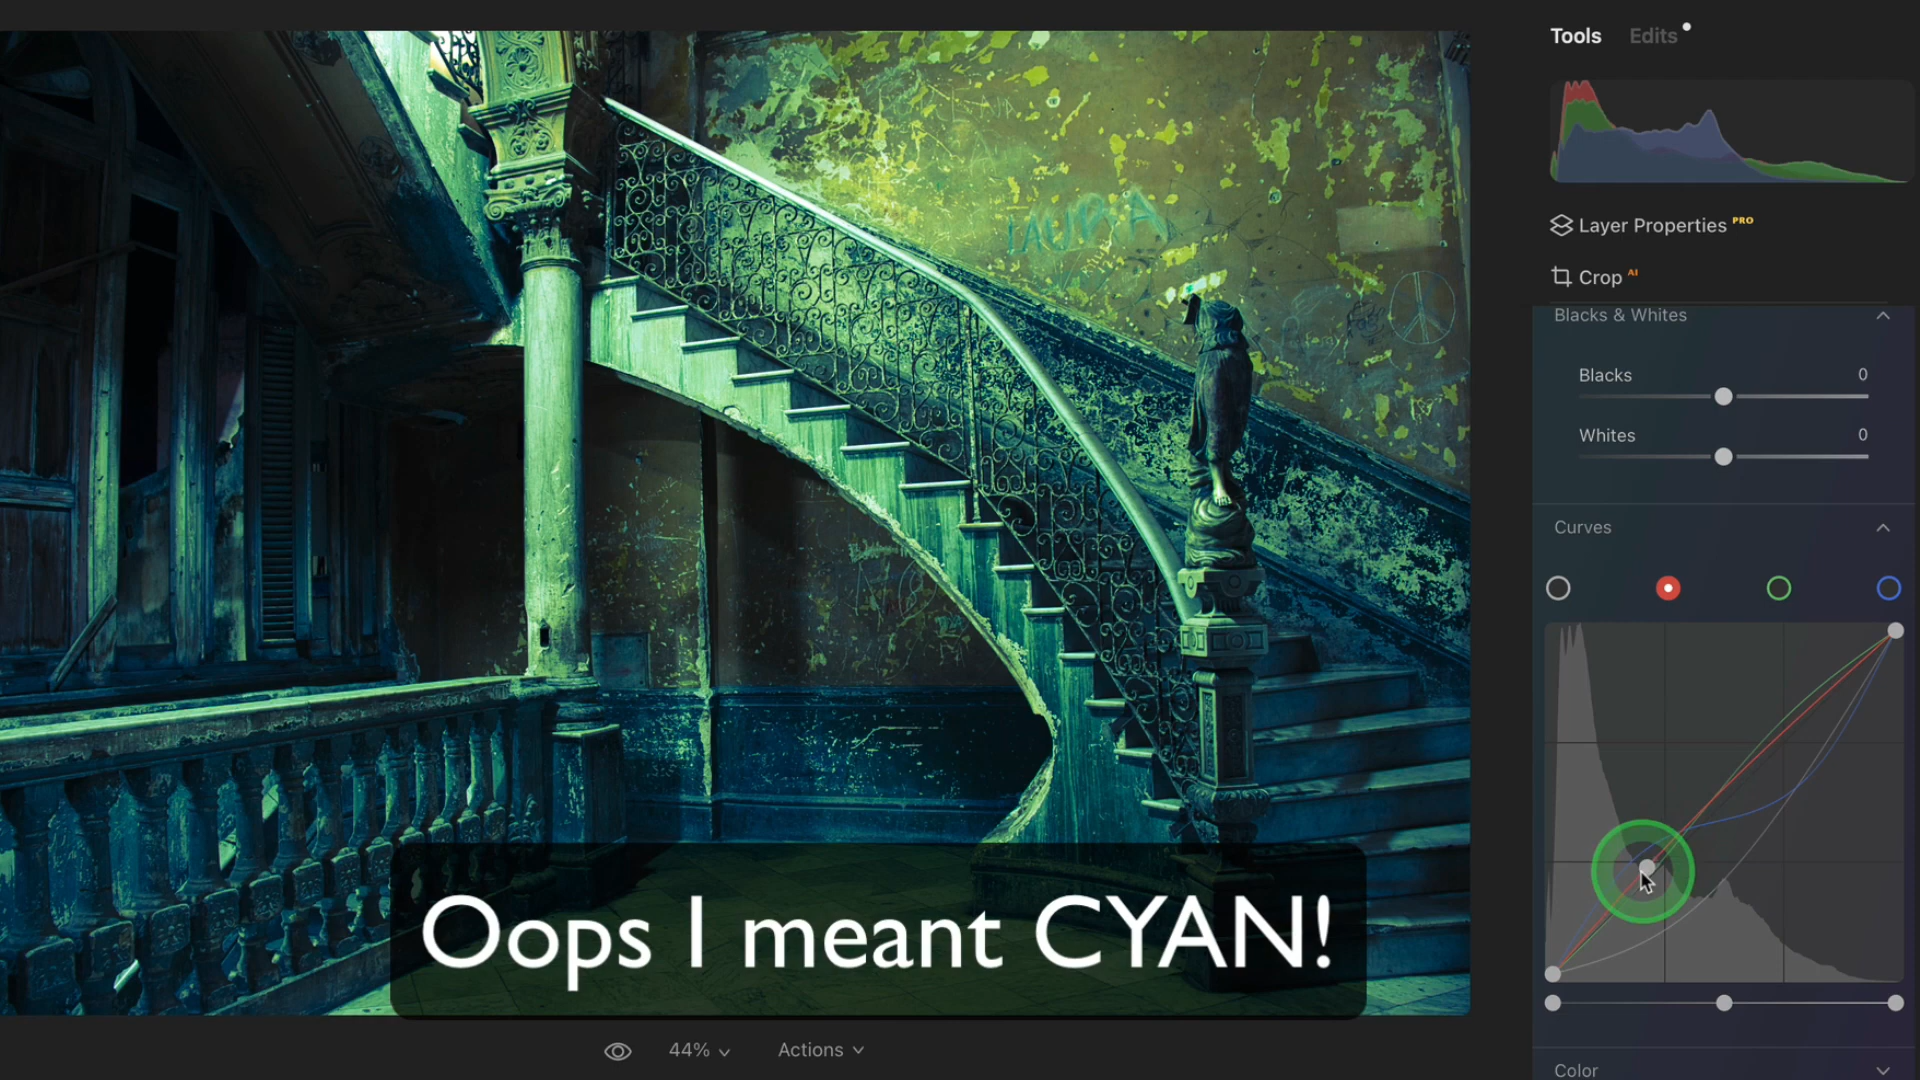 Tools Edits
Layer Properties PRO
Crop AI
Blacks & Whites
Blacks 0
Whites 0
Curves
LAURA
Oops I meant CYAN!
44% Actions
Color